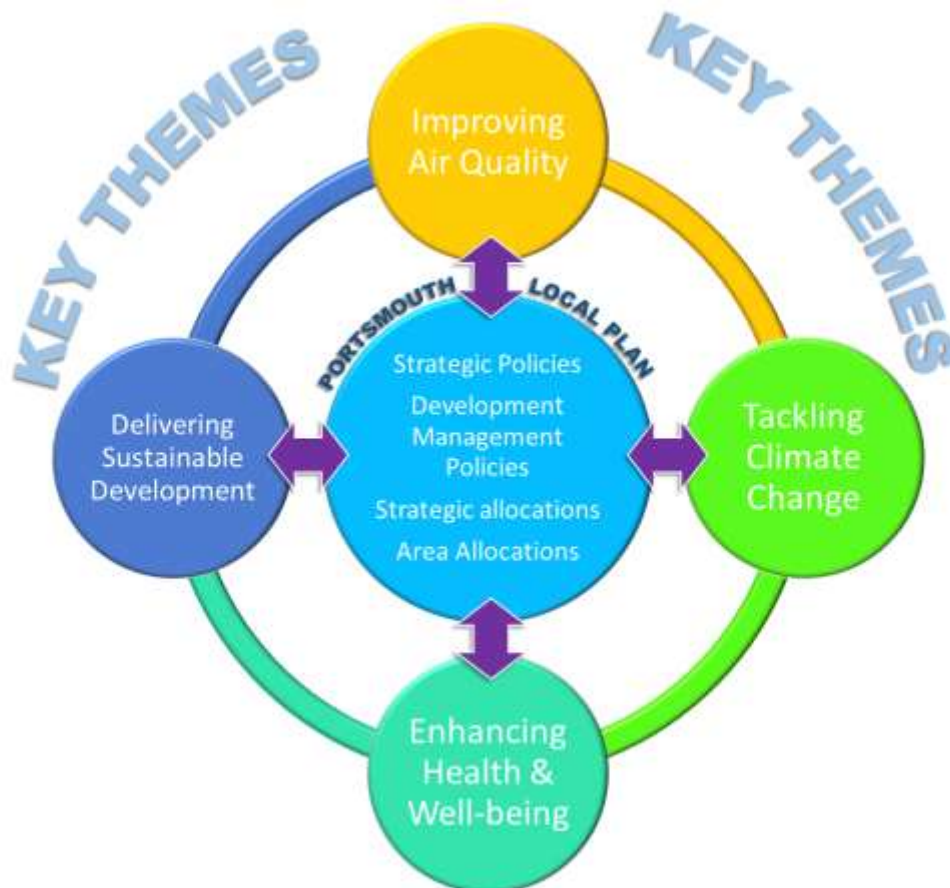 KEY THEMES
KEY THEMES
Improving
Air Quality
PORTSMOUTH LOCAL PLAN
Strategic Policies
Development
Management
Policies
Strategic allocations
Area Allocations
Delivering
Sustainable
Development
Tackling
Climate
Change
Enhancing
Health &
Well-being